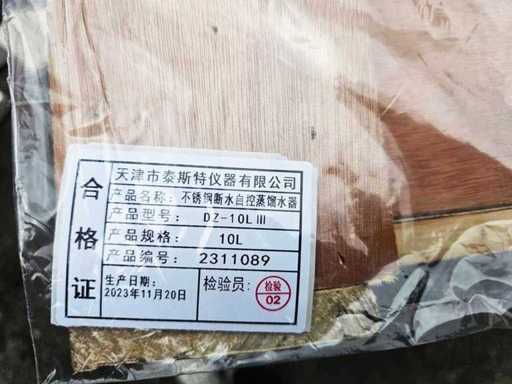 合格证
天津市泰斯特仪器有限公司
产品名称: 不锈钢断水自控蒸馏水器
产品型号: DZ-10LⅢ
产品规格: 10L
产品编号: 2311089
生产日期:
2023年11月20日
检验员:
检验
02